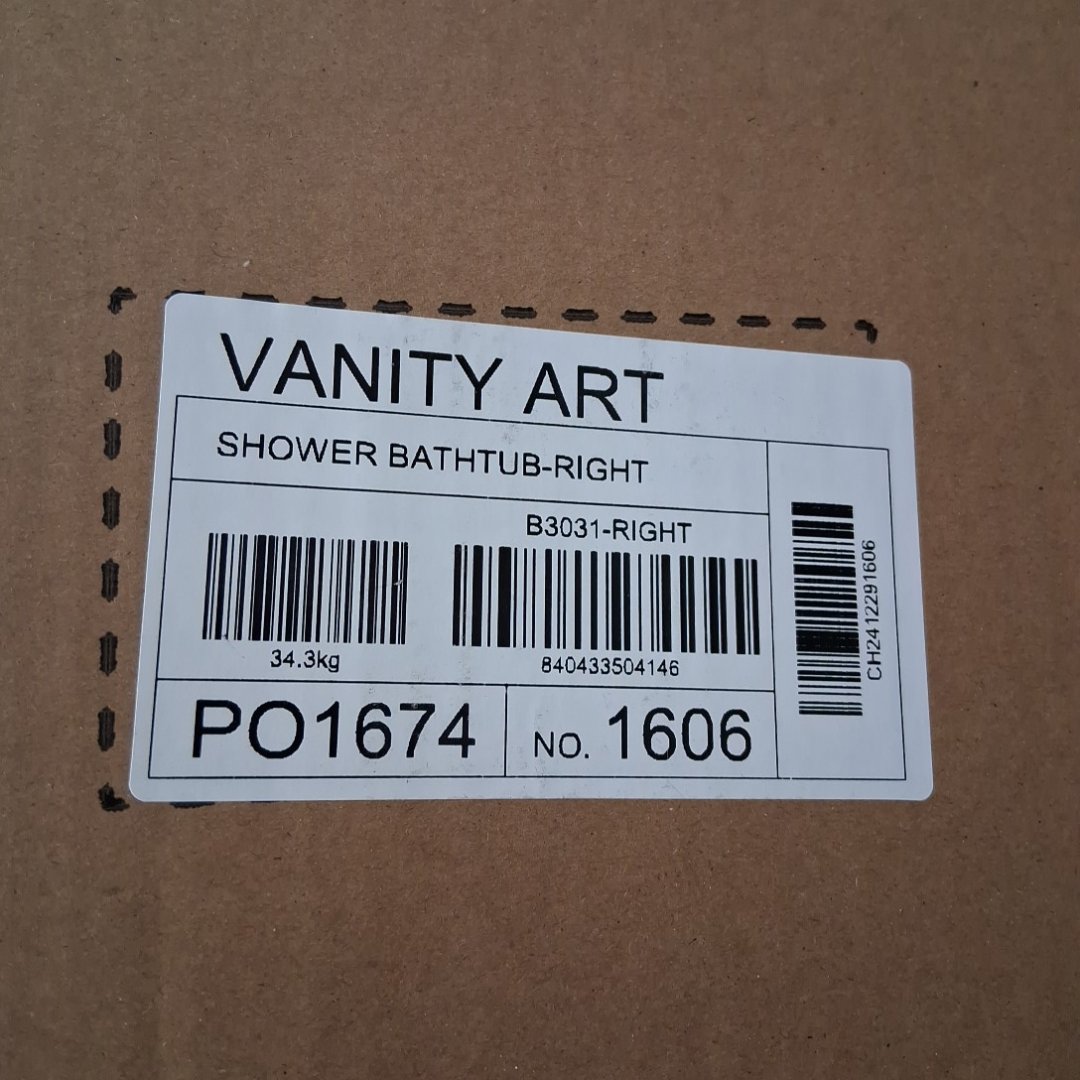 VANITY ART
SHOWER BATHTUB-RIGHT
B3031-RIGHT
34.3kg
840433504146
PO1674
NO. 1606
CH2412291606